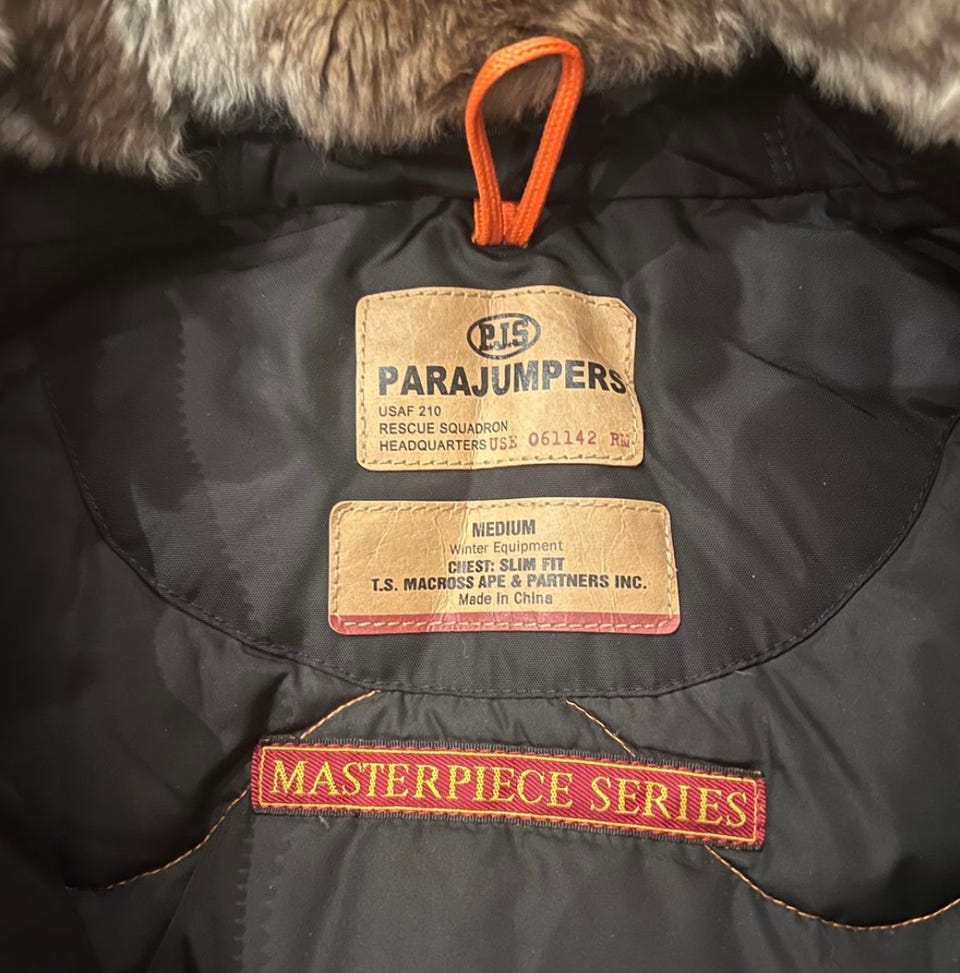 PJS
PARAJUMPERS
USAF 210
RESCUE SQUADRON
HEADQUARTERS USE 061142
MEDIUM
Winter Equipment
CHEST: SLIM FIT
T.S. MACROSS APE & PARTNERS INC.
Made in China
MASTERPIECE SERIES